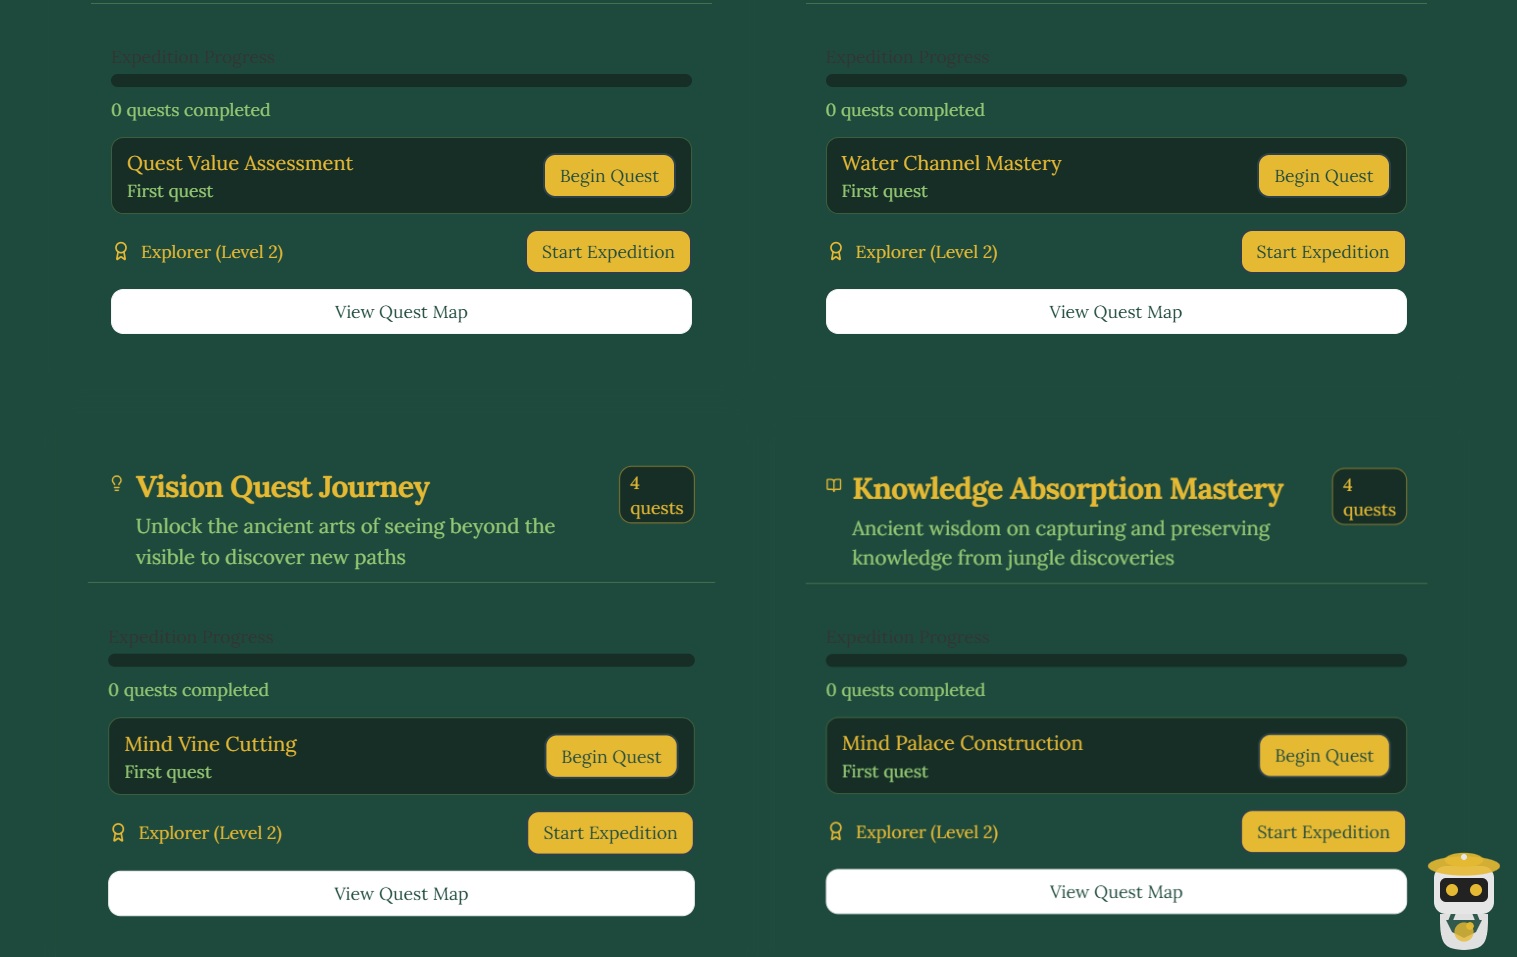 Expedition Progress
0 quests completed
Quest Value Assessment
First quest
Begin Quest
Explorer (Level 2)
Start Expedition
View Quest Map
Expedition Progress
0 quests completed
Water Channel Mastery
First quest
Begin Quest
Explorer (Level 2)
Start Expedition
View Quest Map
Vision Quest Journey
4
quests
Unlock the ancient arts of seeing beyond the
visible to discover new paths
Expedition Progress
0 quests completed
Mind Vine Cutting
First quest
Begin Quest
Explorer (Level 2)
Start Expedition
View Quest Map
Knowledge Absorption Mastery
4
quests
Ancient wisdom on capturing and preserving
knowledge from jungle discoveries
Expedition Progress
0 quests completed
Mind Palace Construction
First quest
Begin Quest
Explorer (Level 2)
Start Expedition
View Quest Map